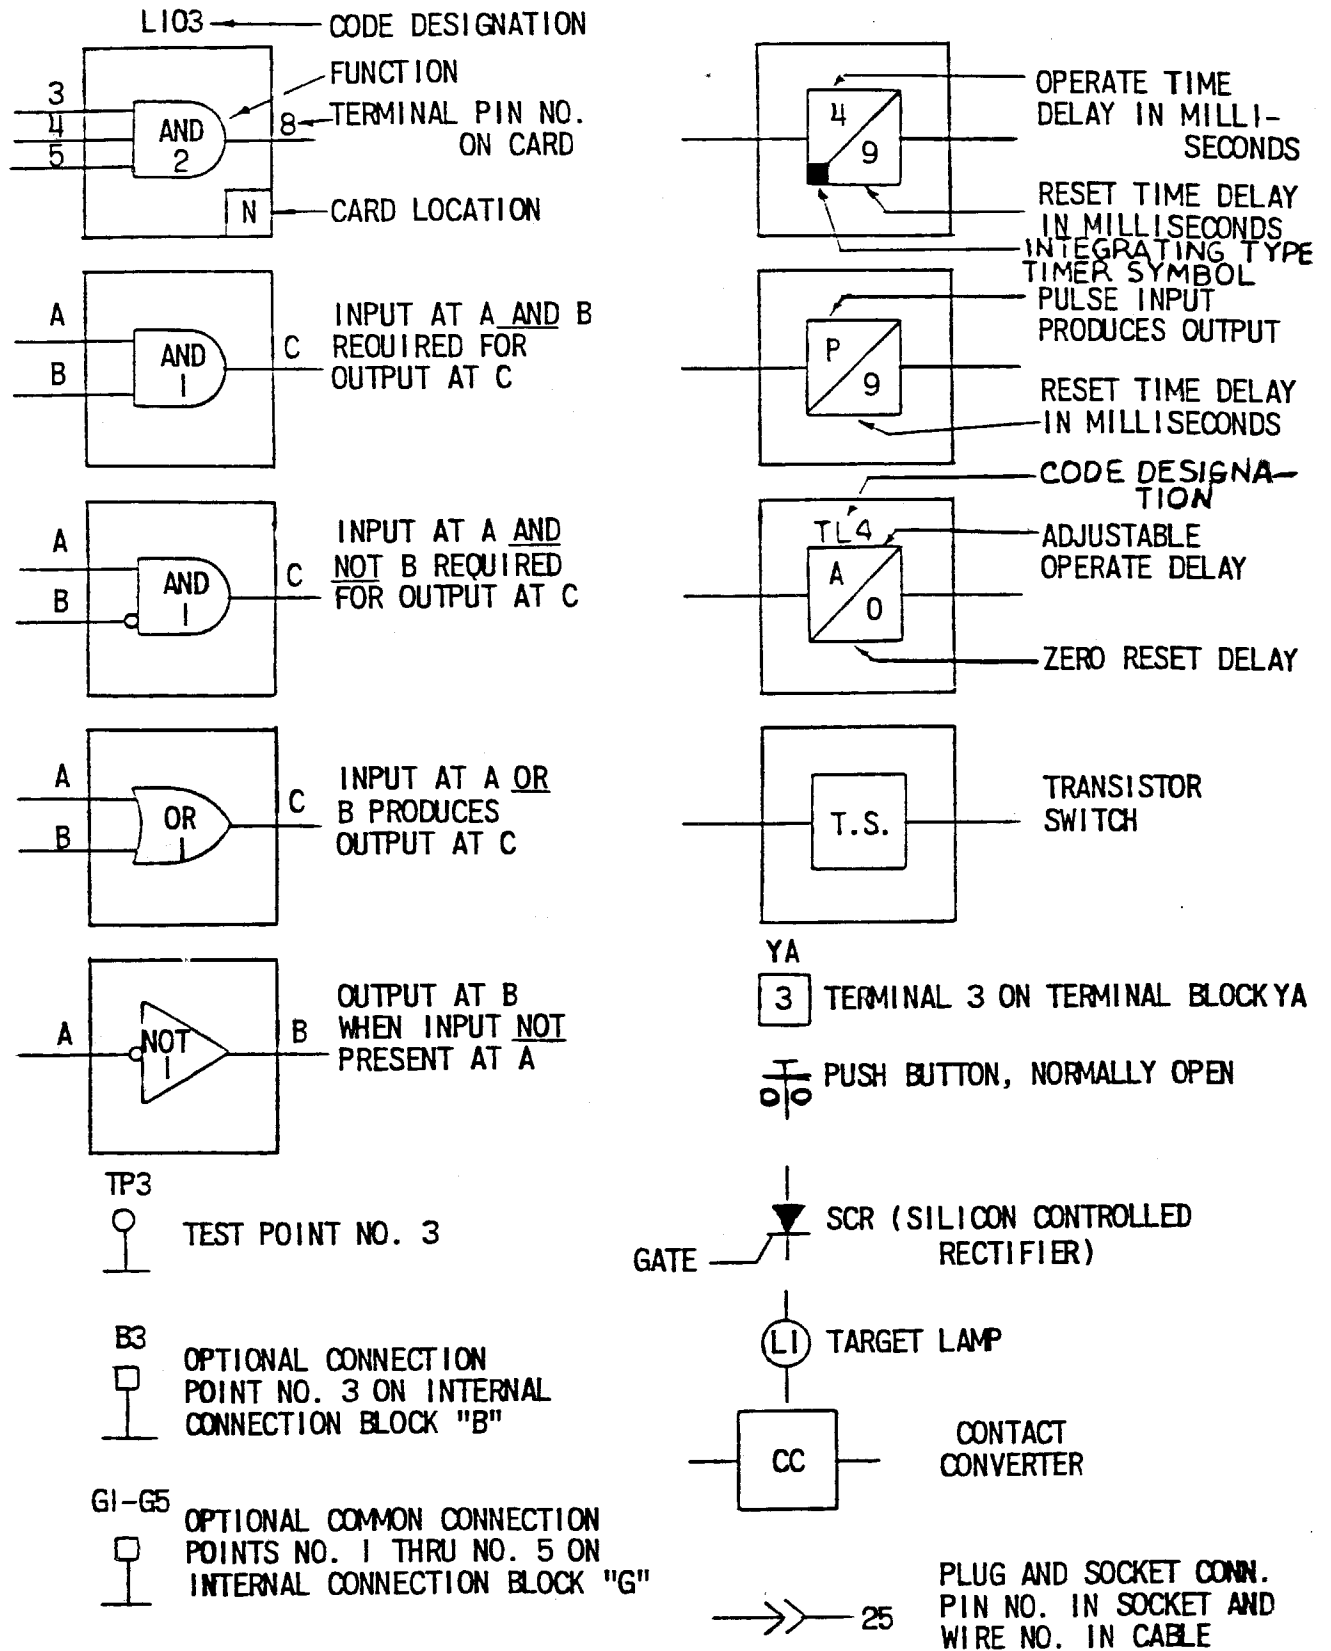 L103
CODE DESIGNATION
FUNCTION
3
4
5
AND
2
8
TERMINAL PIN NO.
ON CARD
N
CARD LOCATION
A
B
AND
1
C
INPUT AT A AND B
REQUIRED FOR
OUTPUT AT C
A
B
AND
1
C
INPUT AT A AND
NOT B REQUIRED
FOR OUTPUT AT C
A
B
OR
1
C
INPUT AT A OR
B PRODUCES
OUTPUT AT C
A
NOT
1
B
OUTPUT AT B
WHEN INPUT NOT
PRESENT AT A
TP3
TEST POINT NO. 3
B3
OPTIONAL CONNECTION
POINT NO. 3 ON INTERNAL
CONNECTION BLOCK "B"
G1-G5
OPTIONAL COMMON CONNECTION
POINTS NO. 1 THRU NO. 5 ON
INTERNAL CONNECTION BLOCK "G"
4
9
OPERATE TIME
DELAY IN MILLI-
SECONDS
RESET TIME DELAY
IN MILLISECONDS
INTEGRATING TYPE
TIMER SYMBOL
P
9
PULSE INPUT
PRODUCES OUTPUT
RESET TIME DELAY
IN MILLISECONDS
CODE DESIGNA-
TION
TL4
A
0
ADJUSTABLE
OPERATE DELAY
ZERO RESET DELAY
T.S.
TRANSISTOR
SWITCH
YA
3
TERMINAL 3 ON TERMINAL BLOCK YA
PUSH BUTTON, NORMALLY OPEN
GATE
SCR (SILICON CONTROLLED
RECTIFIER)
L1
TARGET LAMP
CC
CONTACT
CONVERTER
25
PLUG AND SOCKET CONN.
PIN NO. IN SOCKET AND
WIRE NO. IN CABLE